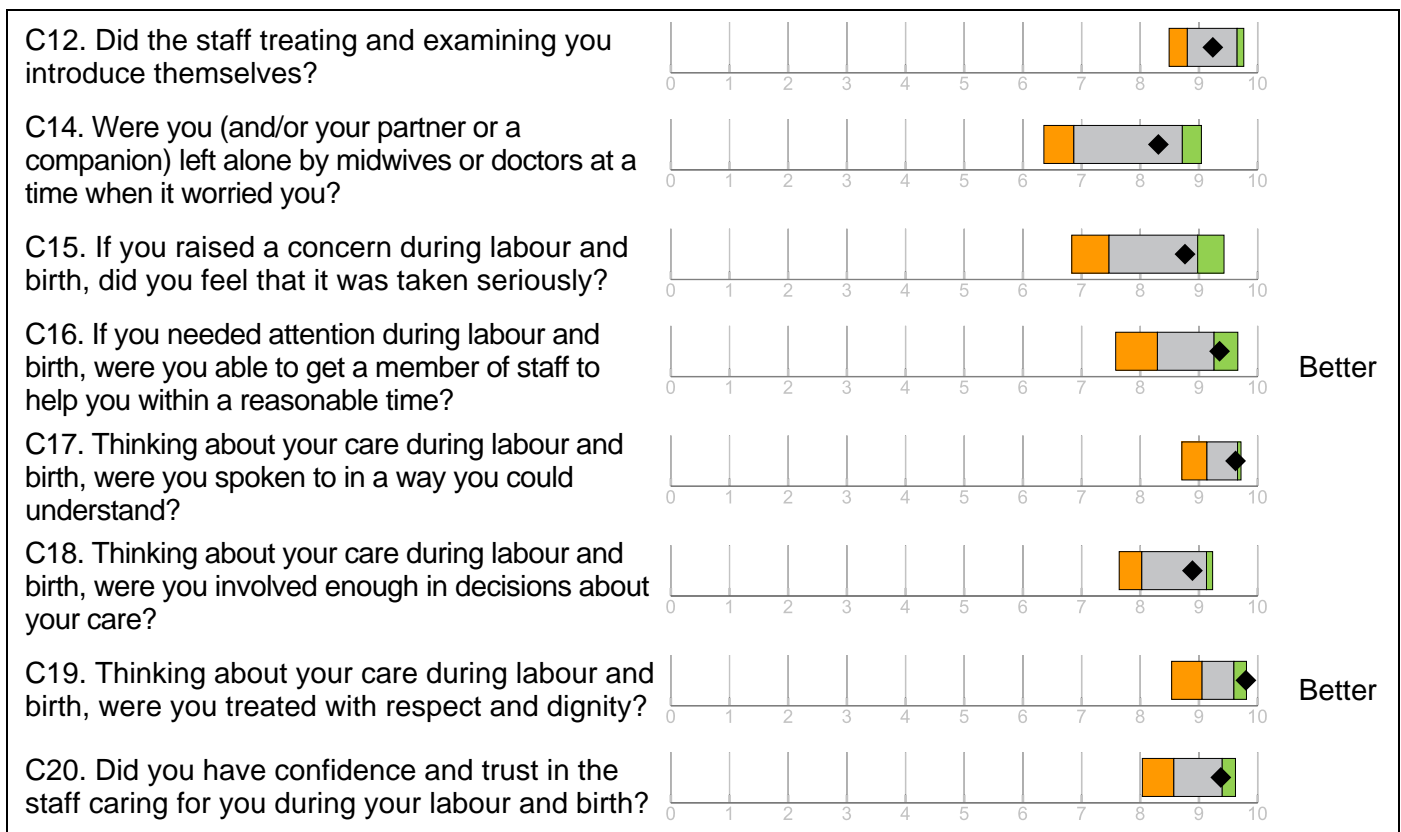 C12. Did the staff treating and examining you
introduce themselves?
0 1 2 3 4 5 6 7 8 9 10
C14. Were you (and/or your partner or a
companion) left alone by midwives or doctors at a
time when it worried you?
0 1 2 3 4 5 6 7 8 9 10
C15. If you raised a concern during labour and
birth, did you feel that it was taken seriously?
0 1 2 3 4 5 6 7 8 9 10
C16. If you needed attention during labour and
birth, were you able to get a member of staff to
help you within a reasonable time?
0 1 2 3 4 5 6 7 8 9 10
Better
C17. Thinking about your care during labour and
birth, were you spoken to in a way you could
understand?
0 1 2 3 4 5 6 7 8 9 10
C18. Thinking about your care during labour and
birth, were you involved enough in decisions about
your care?
0 1 2 3 4 5 6 7 8 9 10
C19. Thinking about your care during labour and
birth, were you treated with respect and dignity?
0 1 2 3 4 5 6 7 8 9 10
Better
C20. Did you have confidence and trust in the
staff caring for you during your labour and birth?
0 1 2 3 4 5 6 7 8 9 10